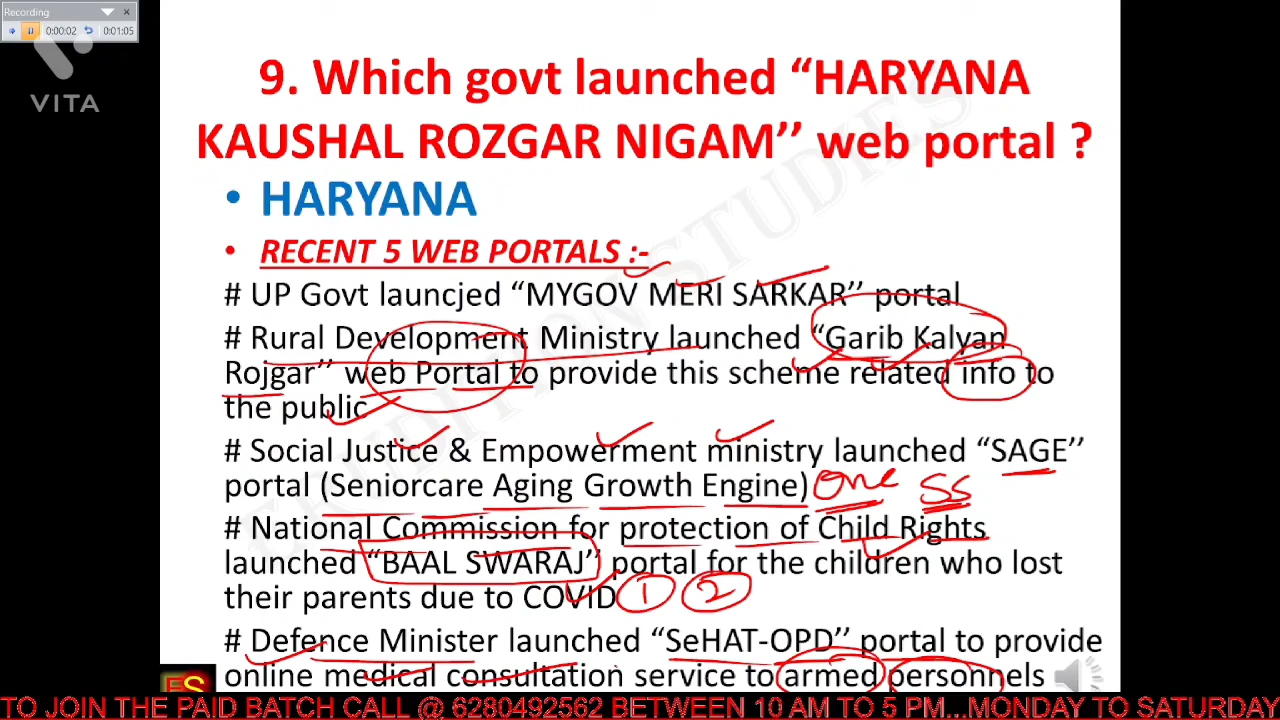 Recording
0:00:02 0:01:05
VITA
9. Which govt launched “HARYANA
KAUSHAL ROZGAR NIGAM’’ web portal ?
• HARYANA
• RECENT 5 WEB PORTALS :-
# UP Govt launcjed “MYGOV MERI SARKAR’’ portal
# Rural Development Ministry launched “Garib Kalyan
Rojgar’’ web Portal to provide this scheme related info to
the public
# Social Justice & Empowerment ministry launched “SAGE’’
portal (Seniorcare Aging Growth Engine) One SS
# National Commission for protection of Child Rights
launched “BAAL SWARAJ’’ portal for the children who lost
their parents due to COVID 1 2
# Defence Minister launched “SeHAT-OPD’’ portal to provide
online medical consultation service to armed personnels
ERUDITION STUDIES
ES
TO JOIN THE PAID BATCH CALL @ 6280492562 BETWEEN 10 AM TO 5 PM...MONDAY TO SATURDAY